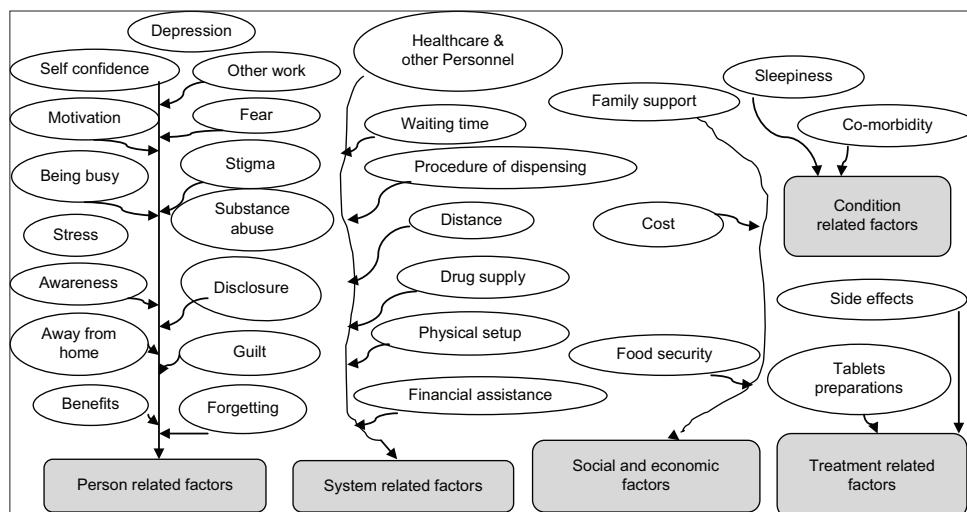 Depression
Self confidence
Other work
Motivation
Fear
Being busy
Stigma
Substance
abuse
Stress
Awareness
Disclosure
Away from
home
Guilt
Benefits
Forgetting
Person related factors
Healthcare &
other Personnel
Waiting time
Procedure of dispensing
Distance
Drug supply
Physical setup
Financial assistance
System related factors
Family support
Cost
Food security
Social and economic
factors
Sleepiness
Co-morbidity
Condition
related factors
Side effects
Tablets
preparations
Treatment related
factors